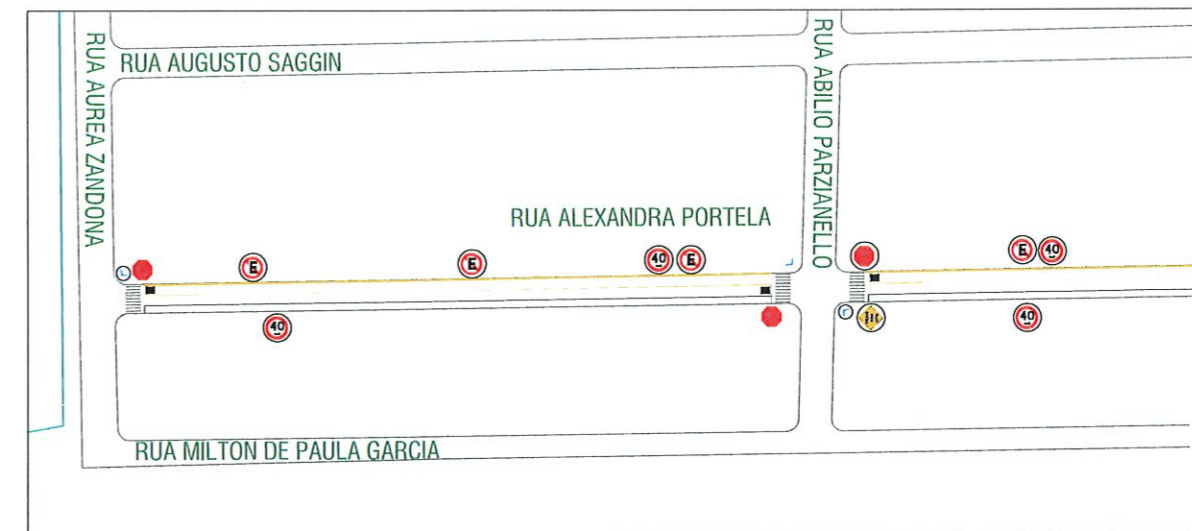 RUA AUGUSTO SAGGIN
RUA AUREA ZANDONA
RUA ABILIO PARZIANELLO
RUA ALEXANDRA PORTELA
E
E
40
E
E
40
40
40
RUA MILTON DE PAULA GARCIA